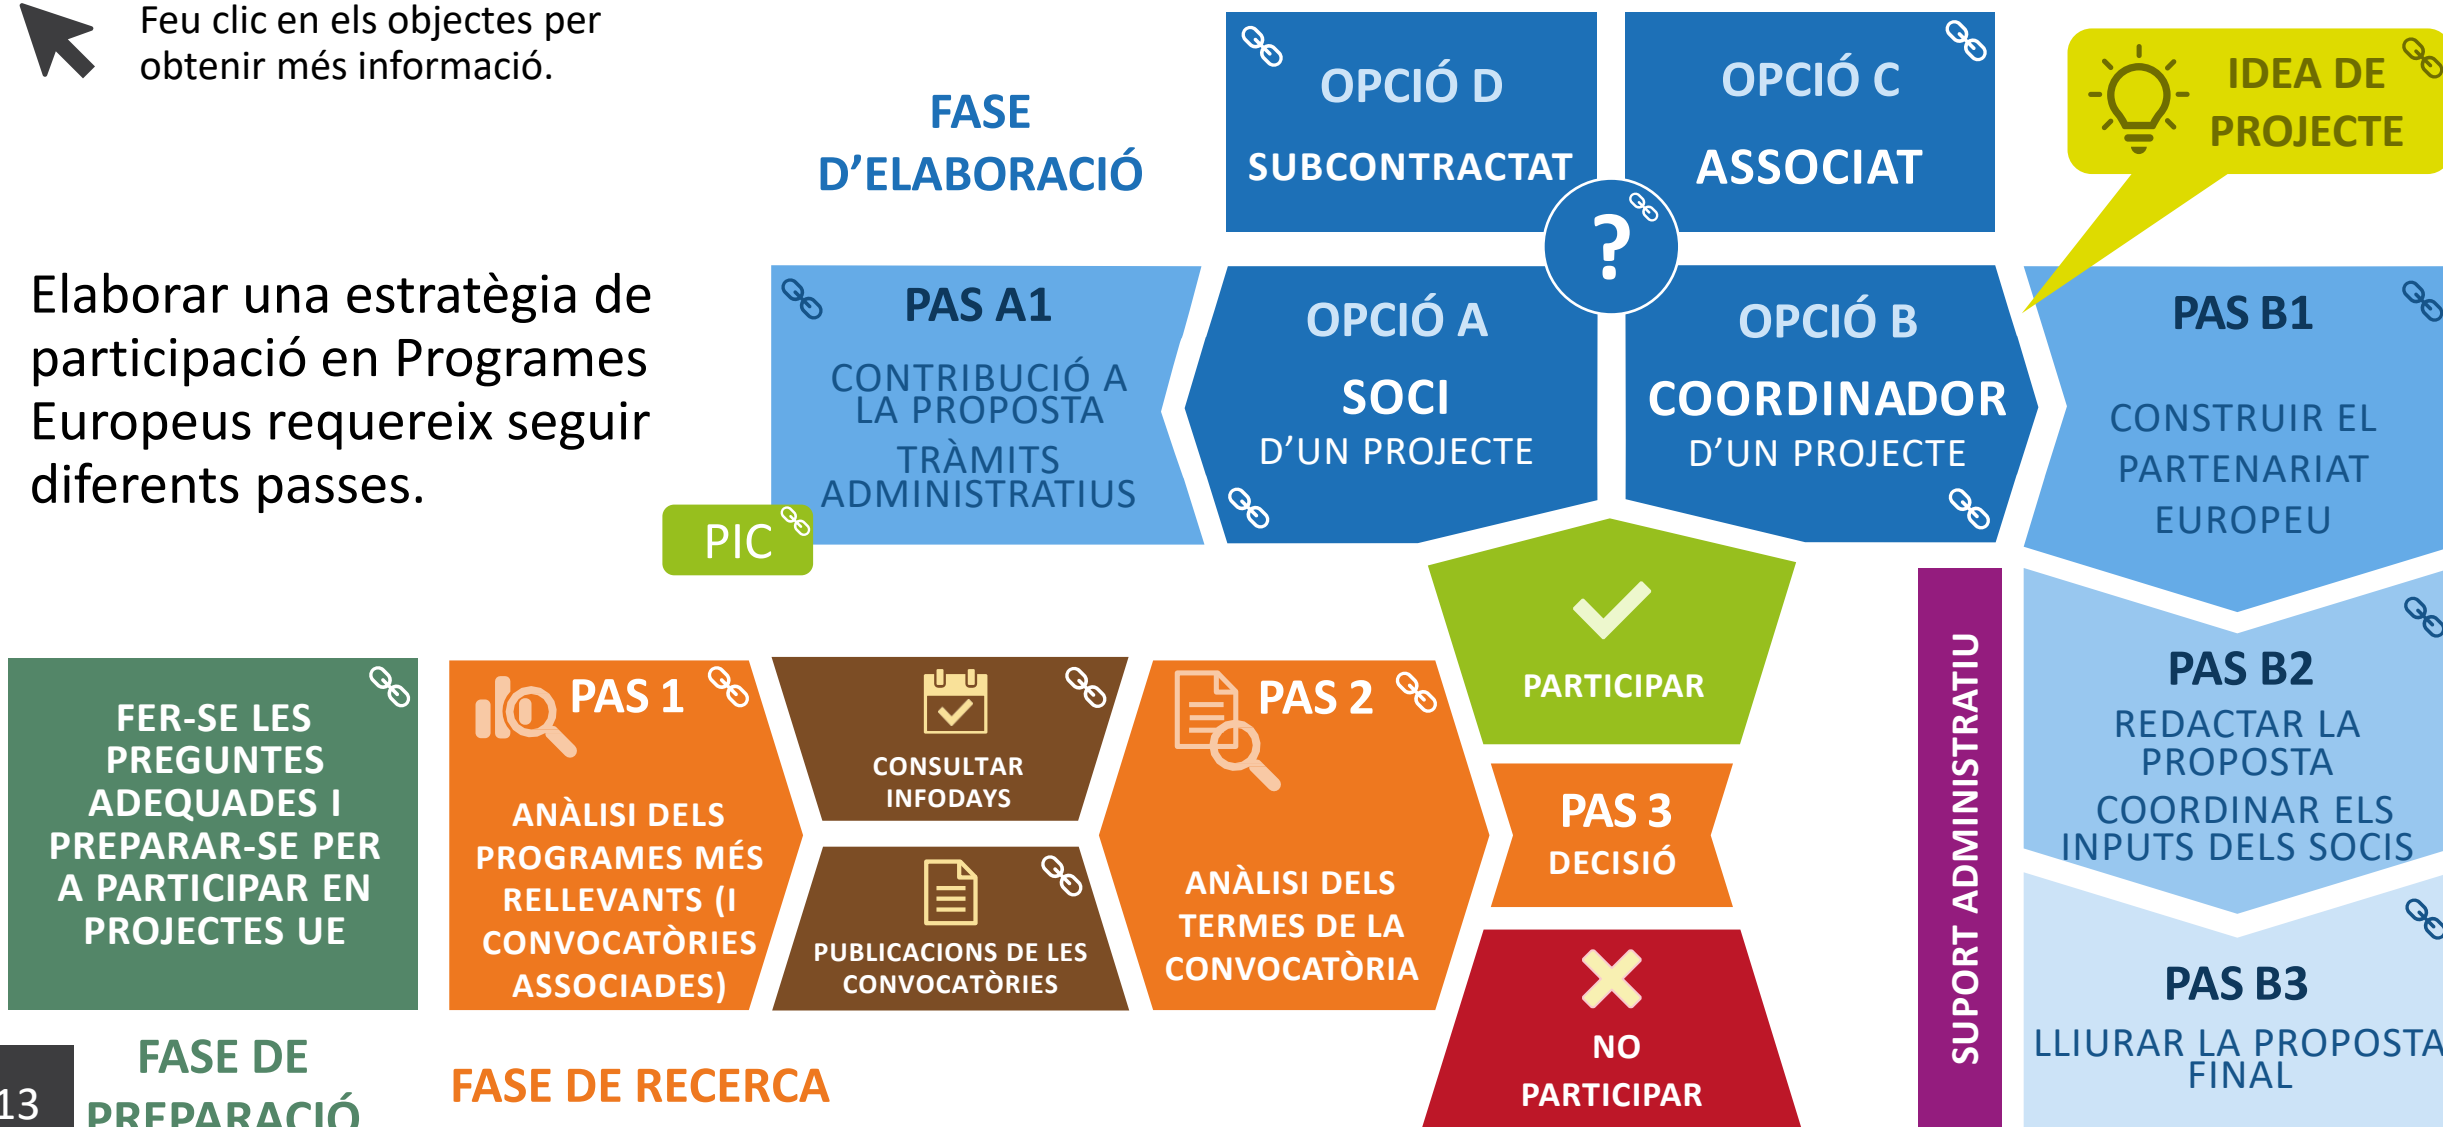 Feu clic en els objectes per
obtenir més informació.
FASE
D’ELABORACIÓ
OPCIÓ D
SUBCONTRACTAT
OPCIÓ C
ASSOCIAT
?
IDEA DE
PROJECTE
Elaborar una estratègia de
participació en Programes
Europeus requereix seguir
diferents passes.
PAS A1
CONTRIBUCIÓ A
LA PROPOSTA
TRÀMITS
ADMINISTRATIUS
PIC
OPCIÓ A
SOCI
D’UN PROJECTE
OPCIÓ B
COORDINADOR
D’UN PROJECTE
PAS B1
CONSTRUIR EL
PARTENARIAT
EUROPEU
FER-SE LES
PREGUNTES
ADEQUADES I
PREPARAR-SE PER
A PARTICIPAR EN
PROJECTES UE
FASE DE
PREPARACIÓ
PAS 1
ANÀLISI DELS
PROGRAMES MÉS
RELLEVANTS (I
CONVOCATÒRIES
ASSOCIADES)
CONSULTAR
INFODAYS
PUBLICACIONS DE LES
CONVOCATÒRIES
PAS 2
ANÀLISI DELS
TERMES DE LA
CONVOCATÒRIA
FASE DE RECERCA
PARTICIPAR
PAS 3
DECISIÓ
NO
PARTICIPAR
SUPORT ADMINISTRATIU
PAS B2
REDACTAR LA
PROPOSTA
COORDINAR ELS
INPUTS DELS SOCIS
PAS B3
LLIURAR LA PROPOSTA
FINAL
13